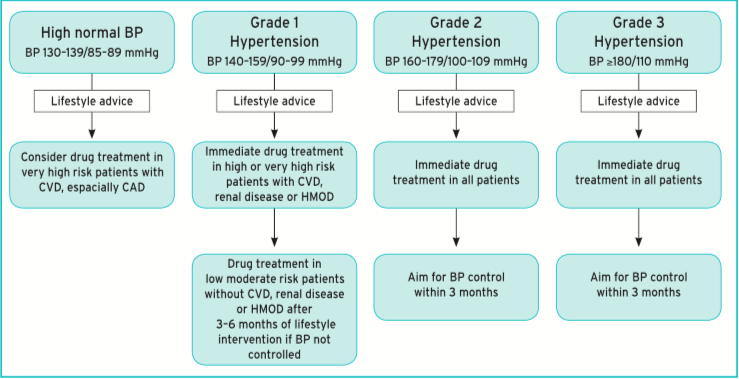 High normal BP
BP 130-139/85-89 mmHg
Lifestyle advice
Consider drug treatment in
very high risk patients with
CVD, espacially CAD
Grade 1
Hypertension
BP 140-159/90-99 mmHg
Lifestyle advice
Immediate drug treatment
in high or very high risk
patients with CVD,
renal disease or HMOD
Drug treatment in
low moderate risk patients
without CVD, renal disease
or HMOD after
3-6 months of lifestyle
intervention if BP not
controlled
Grade 2
Hypertension
BP 160-179/100-109 mmHg
Lifestyle advice
Immediate drug
treatment in all patients
Aim for BP control
within 3 months
Grade 3
Hypertension
BP ≥180/110 mmHg
Lifestyle advice
Immediate drug
treatment in all patients
Aim for BP control
within 3 months